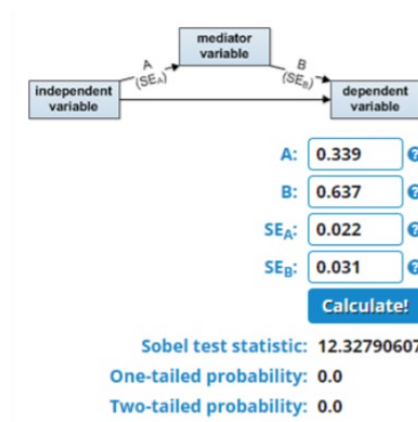 mediator
variable
A
(SEA)
B
(SEB)
independent
variable
dependent
variable
A: 0.339 ?
B: 0.637 ?
SEA: 0.022 ?
SEB: 0.031 ?
Calculate!
Sobel test statistic: 12.32790607
One-tailed probability: 0.0
Two-tailed probability: 0.0